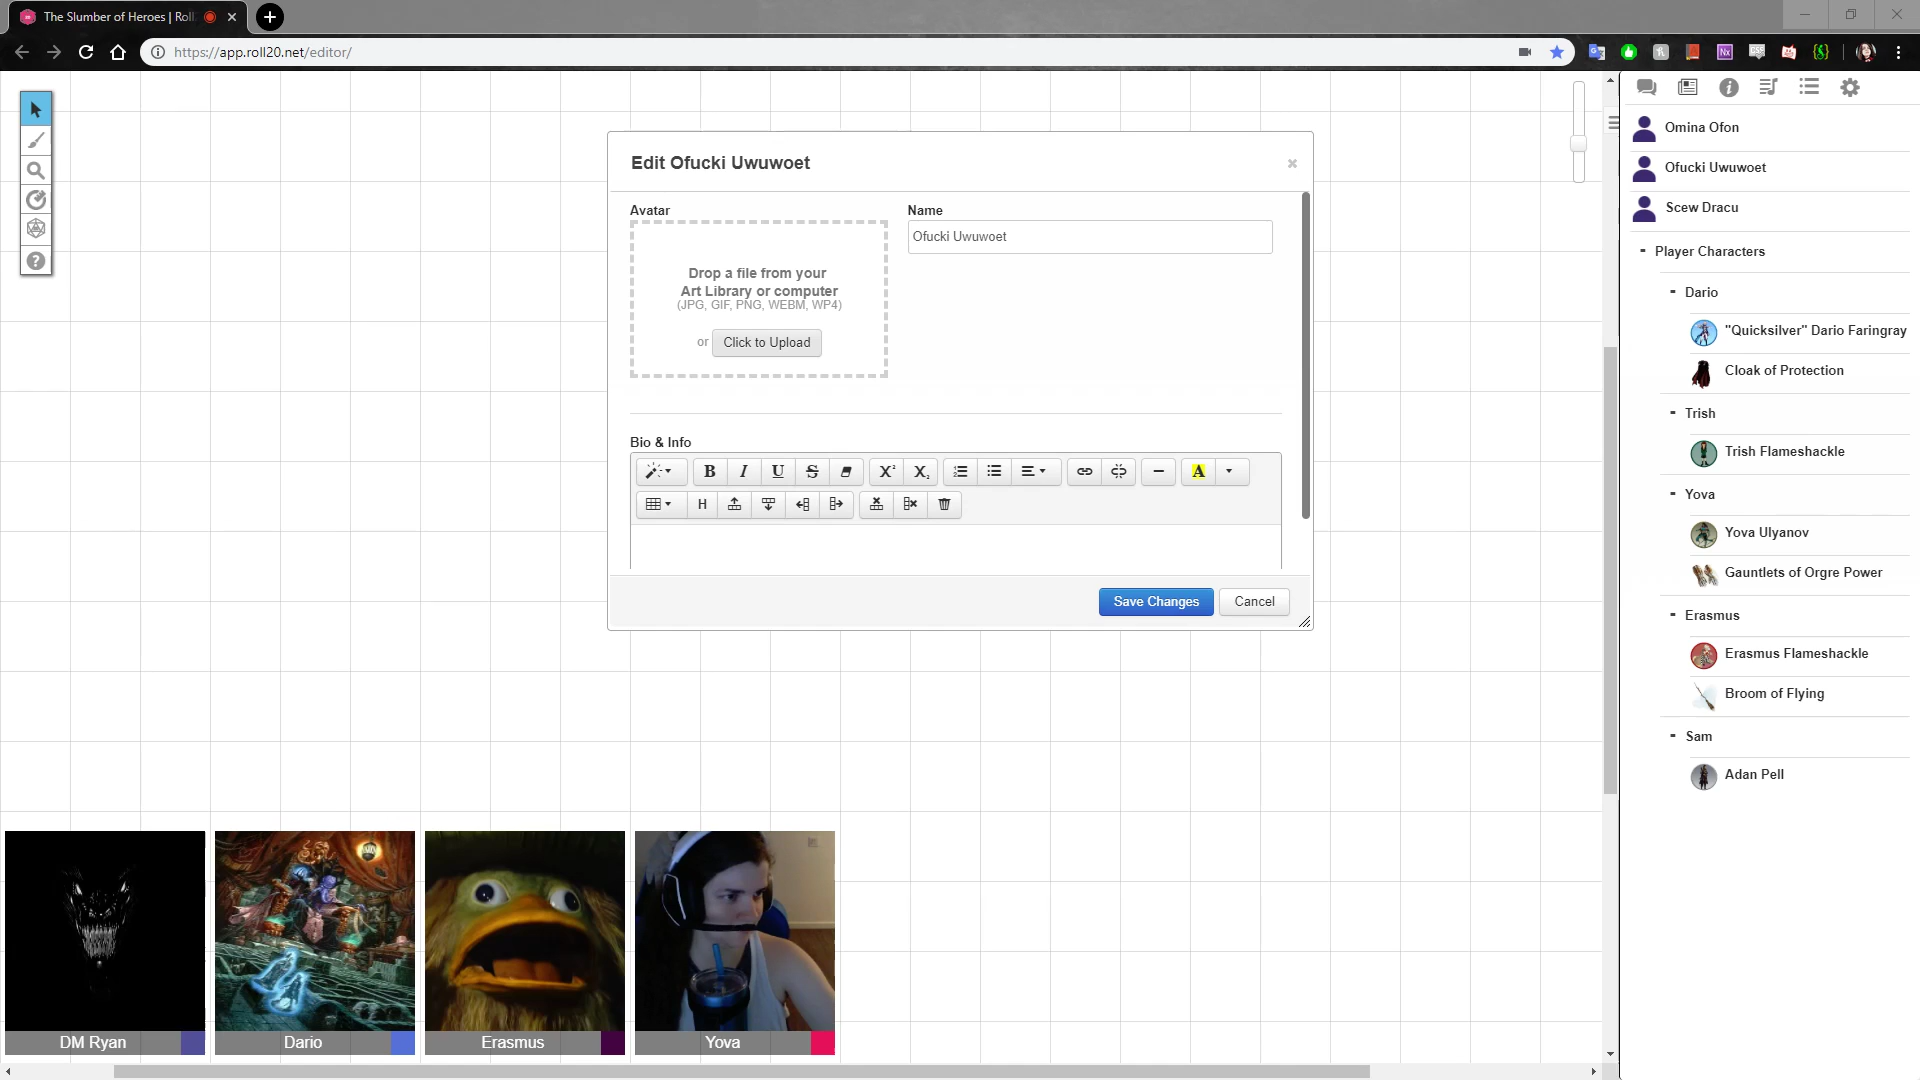 The Slumber of Heroes | Roll
https://app.roll20.net/editor/
Edit Ofucki Uwuwoet
Avatar
Name
Drop a file from your
Art Library or computer
(JPG, GIF, PNG, WEBM, WP4)
or Click to Upload
Ofucki Uwuwoet
Bio & Info
B I U S X² X₂ A
H
Save Changes
Cancel
Omina Ofon
Ofucki Uwuwoet
Scew Dracu
Player Characters
Dario
"Quicksilver" Dario Faringray
Cloak of Protection
Trish
Trish Flameshackle
Yova
Yova Ulyanov
Gauntlets of Orgre Power
Erasmus
Erasmus Flameshackle
Broom of Flying
Sam
Adan Pell
DM Ryan
Dario
Erasmus
Yova